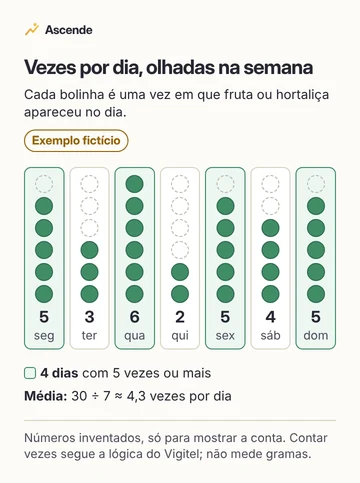 Ascende
Vezes por dia, olhadas na semana
Cada bolinha é uma vez em que fruta ou hortaliça
apareceu no dia.
Exemplo fictício
5 3 6 2 5 4 5
seg ter qua qui sex sáb dom
4 dias com 5 vezes ou mais
Média: 30 ÷ 7 ≈ 4,3 vezes por dia
Números inventados, só para mostrar a conta. Contar
vezes segue a lógica do Vigitel; não mede gramas.